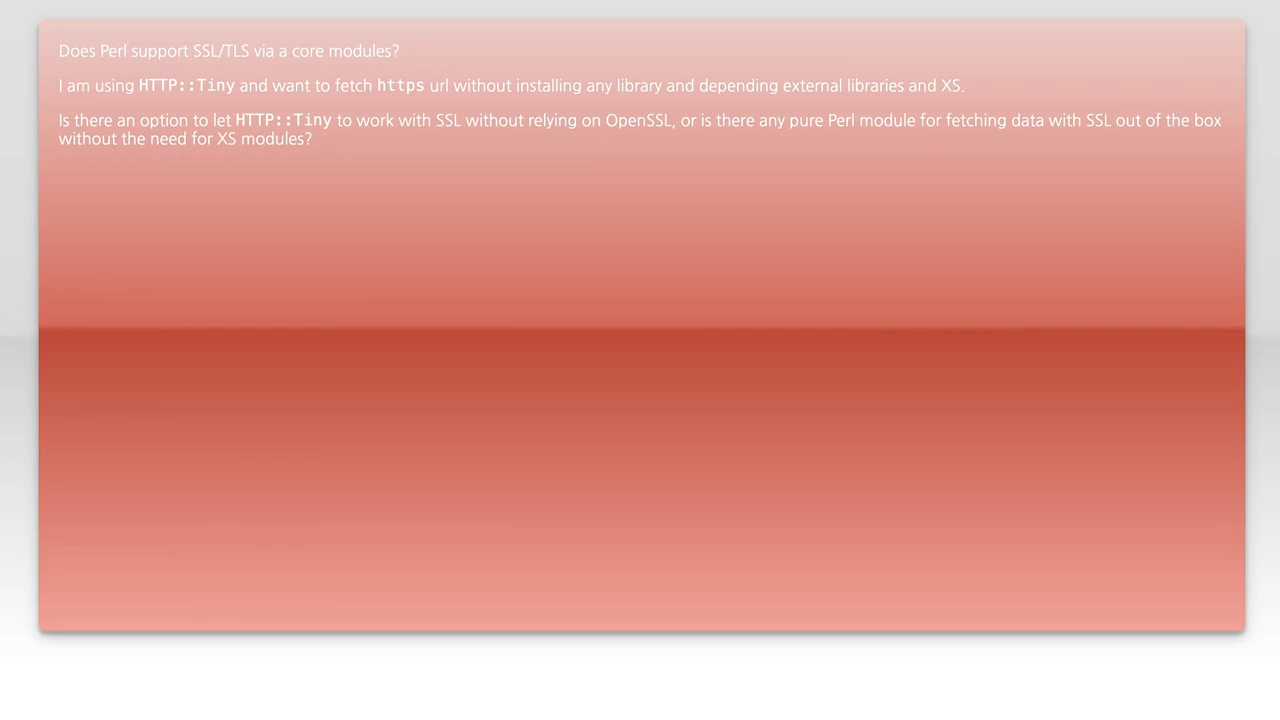 Does Perl support SSL/TLS via a core modules?
I am using HTTP::Tiny and want to fetch https url without installing any library and depending external libraries and XS.
Is there an option to let HTTP::Tiny to work with SSL without relying on OpenSSL, or is there any pure Perl module for fetching data with SSL out of the box
without the need for XS modules?